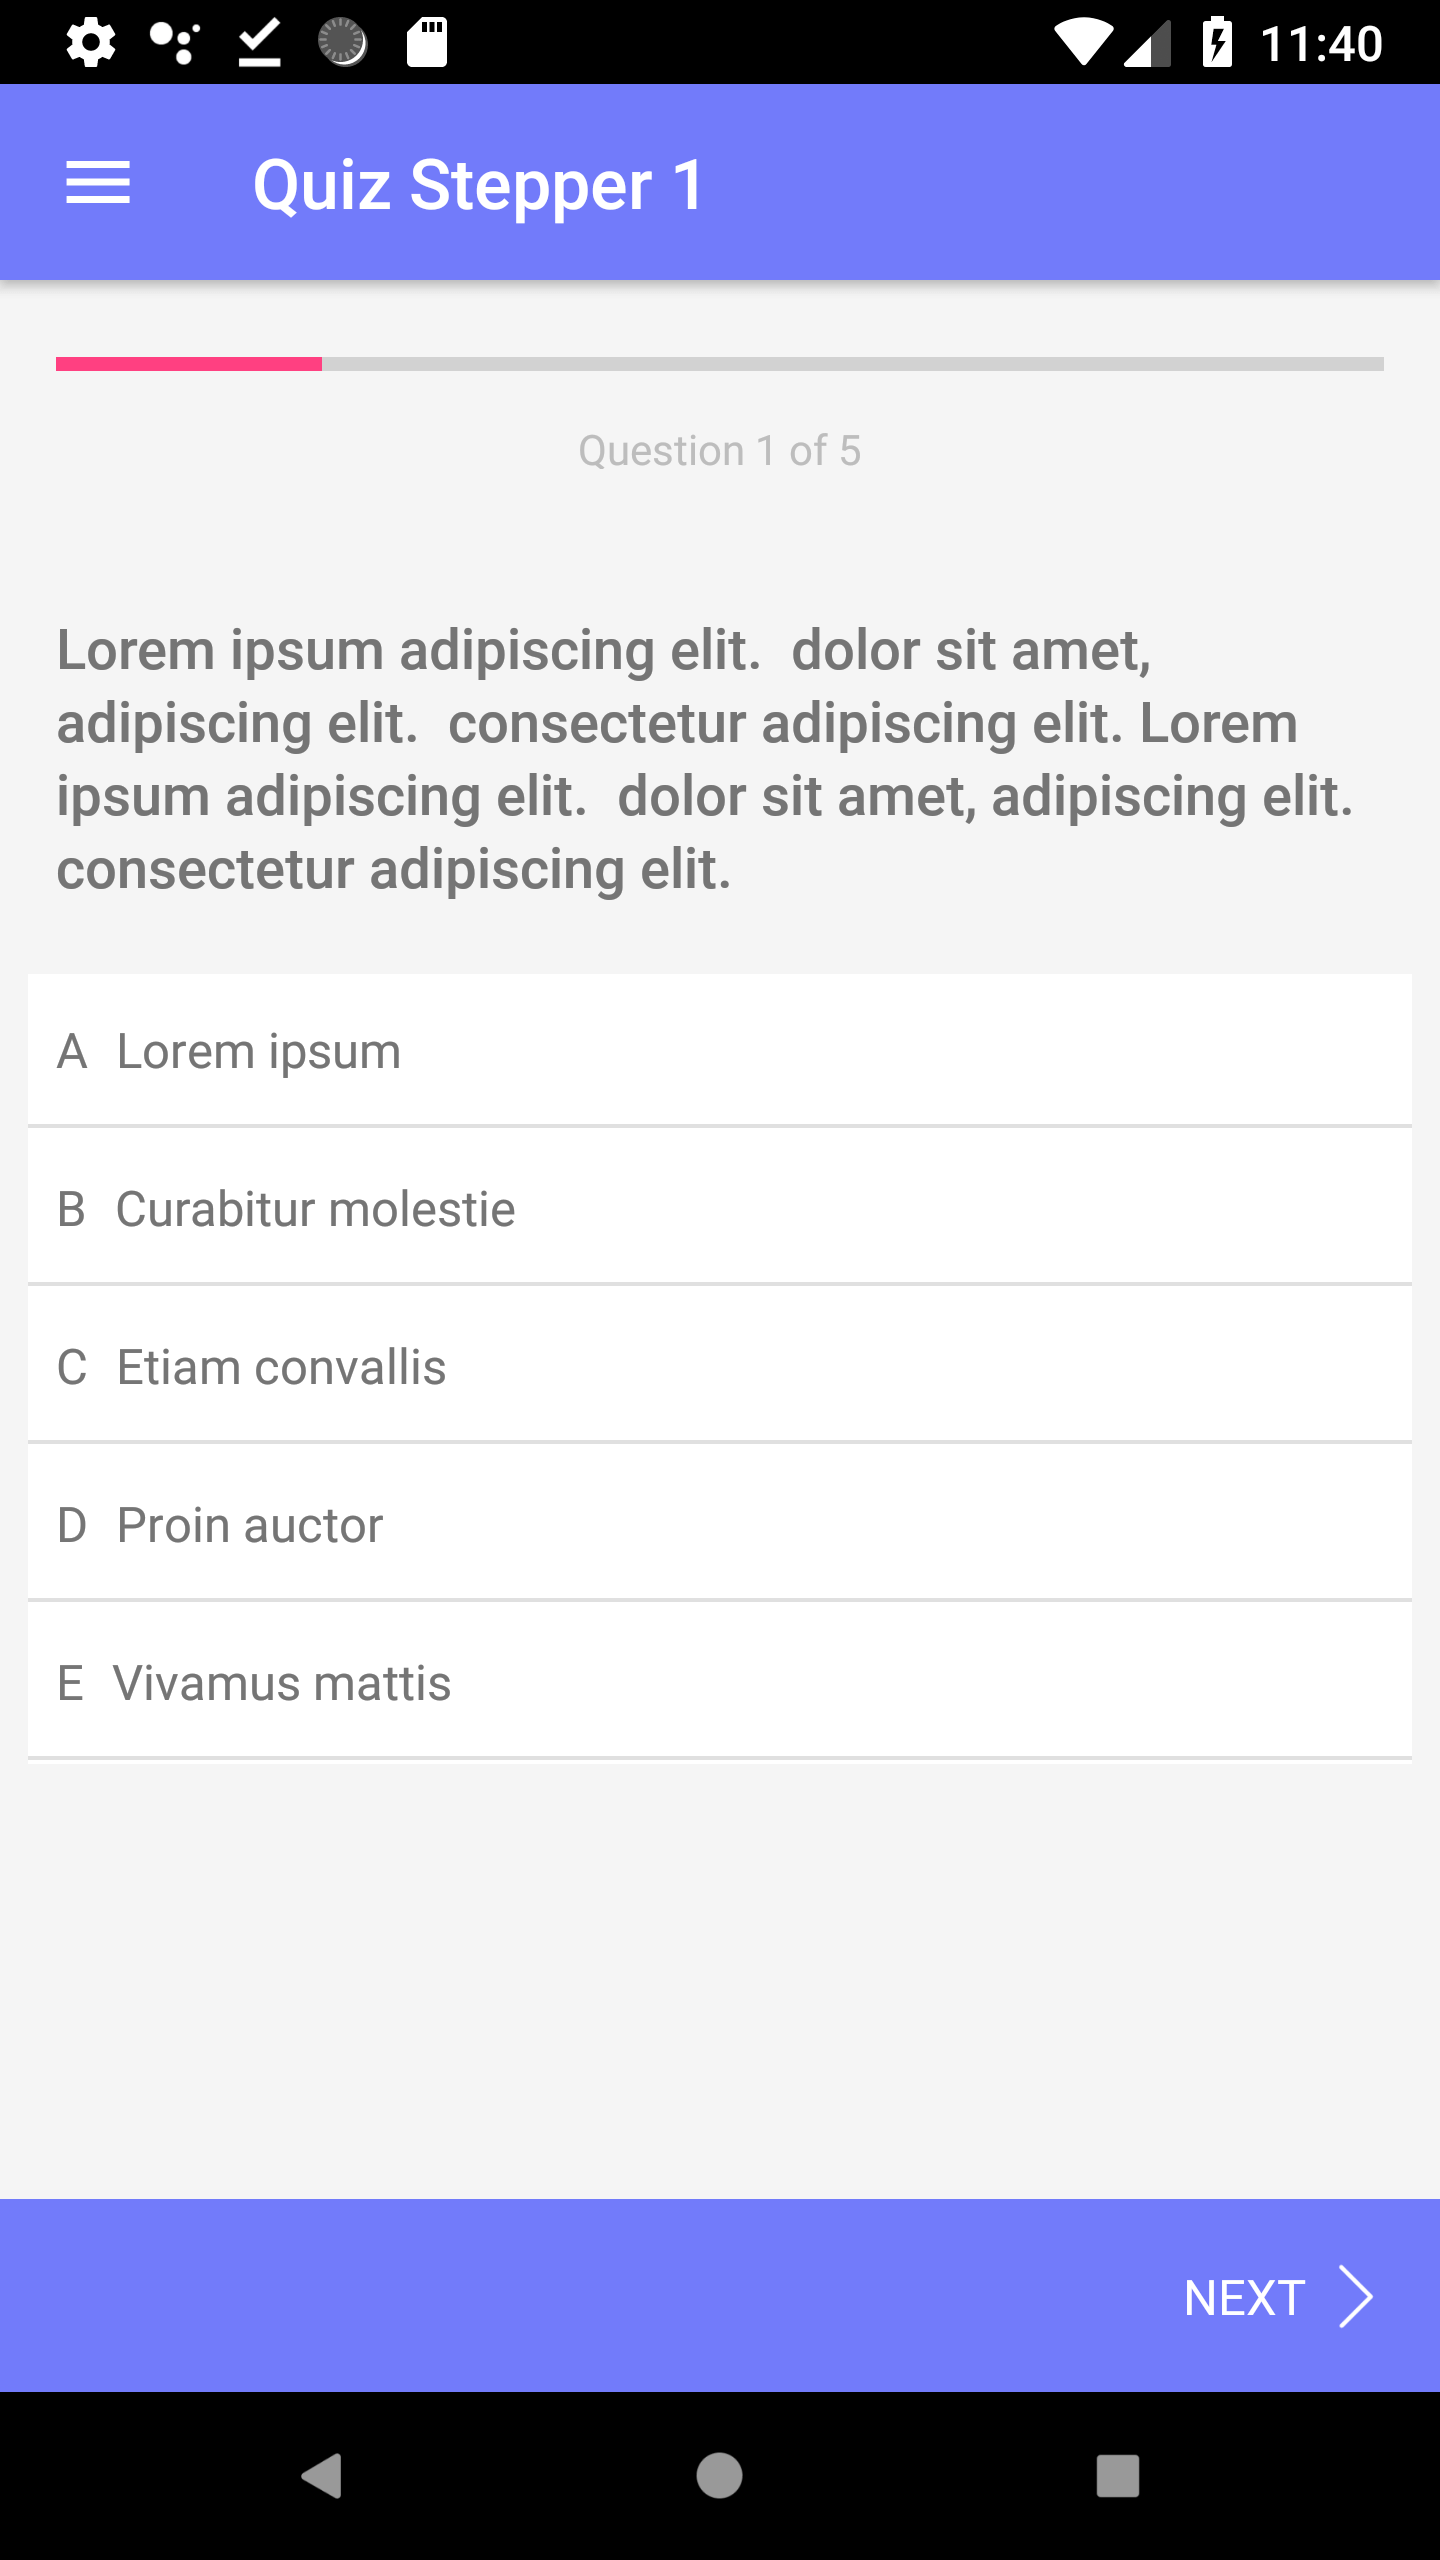 11:40
Quiz Stepper 1
Question 1 of 5
Lorem ipsum adipiscing elit.  dolor sit amet,
adipiscing elit.  consectetur adipiscing elit. Lorem
ipsum adipiscing elit.  dolor sit amet, adipiscing elit.
consectetur adipiscing elit.
A Lorem ipsum
B Curabitur molestie
C Etiam convallis
D Proin auctor
E Vivamus mattis
NEXT